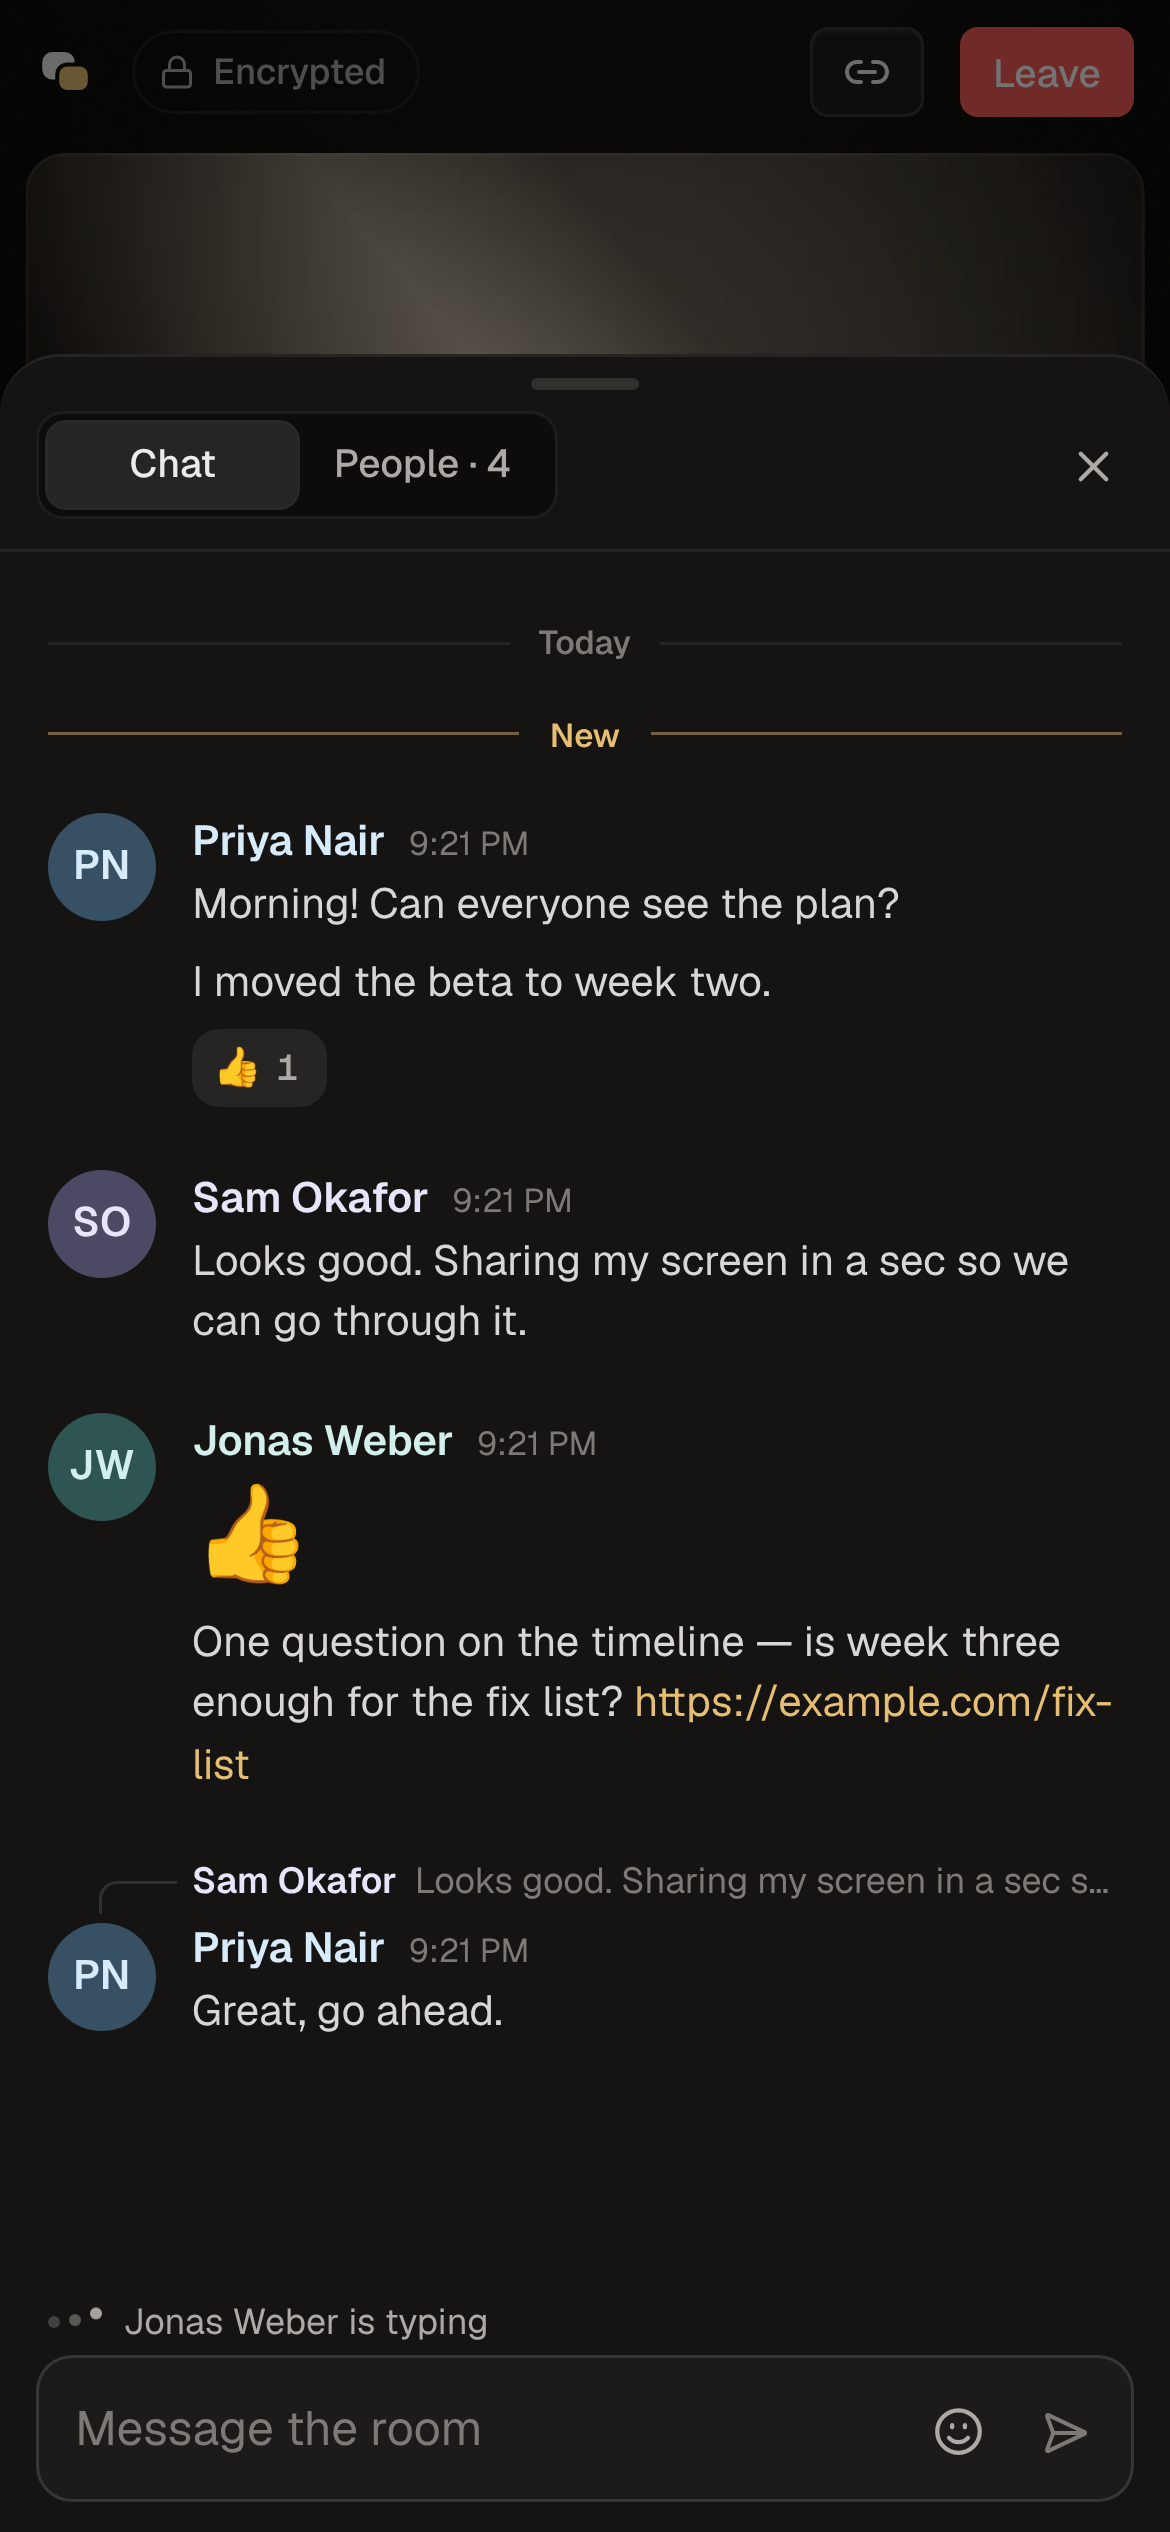 Encrypted
Leave
Chat
People · 4
Today
New
PN
Priya Nair 9:21 PM
Morning! Can everyone see the plan?
I moved the beta to week two.
👍 1
SO
Sam Okafor 9:21 PM
Looks good. Sharing my screen in a sec so we
can go through it.
JW
Jonas Weber 9:21 PM
👍
One question on the timeline — is week three
enough for the fix list? https://example.com/fix-
list
Sam Okafor Looks good. Sharing my screen in a sec s…
PN
Priya Nair 9:21 PM
Great, go ahead.
Jonas Weber is typing
Message the room